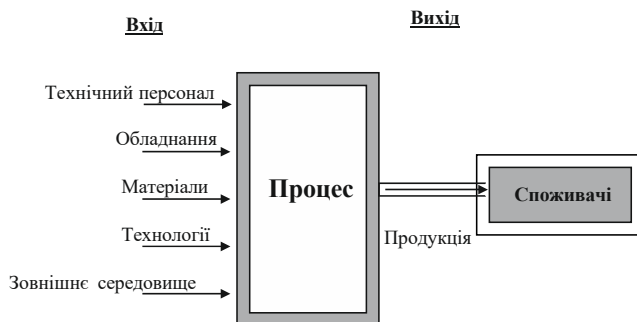 Вхід
Вихід
Технічний персонал
Обладнання
Матеріали
Технології
Зовнішнє середовище
Процес
Продукція
Споживачі